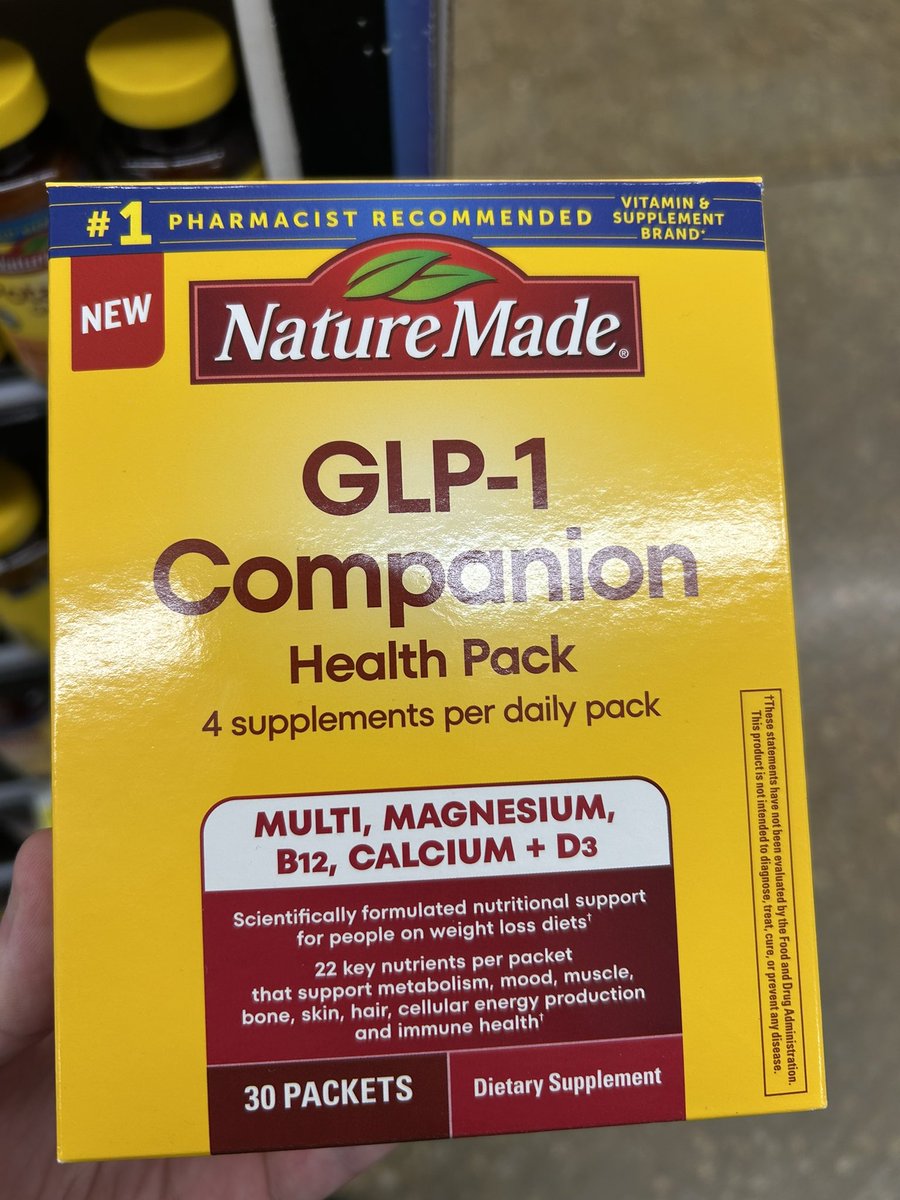 #1 PHARMACIST RECOMMENDED VITAMIN & SUPPLEMENT BRAND*
NEW
Nature Made®
GLP-1
Companion
Health Pack
4 supplements per daily pack
MULTI, MAGNESIUM,
B12, CALCIUM + D3
Scientifically formulated nutritional support
for people on weight loss diets†
22 key nutrients per packet
that support metabolism, mood, muscle,
bone, skin, hair, cellular energy production
and immune health†
30 PACKETS
Dietary Supplement
††These statements have not been evaluated by the Food and Drug Administration.
This product is not intended to diagnose, treat, cure, or prevent any disease.